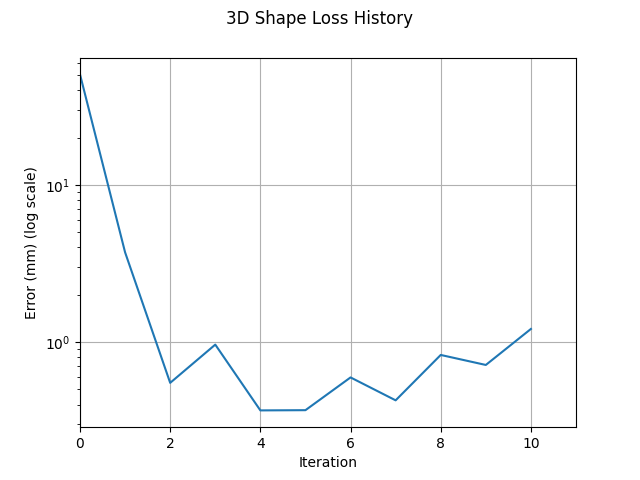 3D Shape Loss History
Error (mm) (log scale)
10¹
10⁰
0 2 4 6 8 10
Iteration